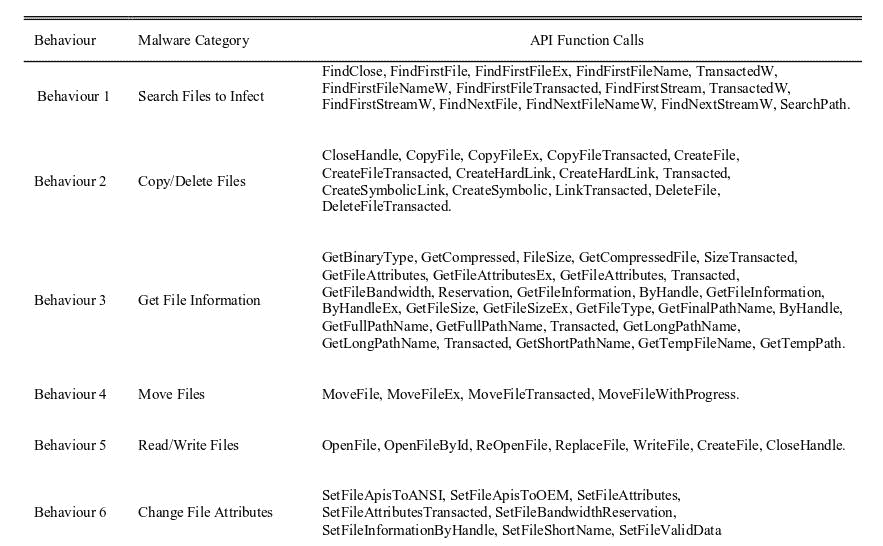 Behaviour Malware Category API Function Calls
FindClose, FindFirstFile, FindFirstFileEx, FindFirstFileName, TransactedW,
Behaviour 1 Search Files to Infect FindFirstFileNameW, FindFirstFileTransacted, FindFirstStream, TransactedW,
FindFirstStreamW, FindNextFile, FindNextFileNameW, FindNextStreamW, SearchPath.
CloseHandle, CopyFile, CopyFileEx, CopyFileTransacted, CreateFile,
CreateFileTransacted, CreateHardLink, CreateHardLink, Transacted,
Behaviour 2 Copy/Delete Files
CreateSymbolicLink, CreateSymbolic, LinkTransacted, DeleteFile,
DeleteFileTransacted.
GetBinaryType, GetCompressed, FileSize, GetCompressedFile, SizeTransacted,
GetFileAttributes, GetFileAttributesEx, GetFileAttributes, Transacted,
GetFileBandwidth, Reservation, GetFileInformation, ByHandle, GetFileInformation,
Behaviour 3 Get File Information
ByHandleEx, GetFileSize, GetFileSizeEx, GetFileType, GetFinalPathName, ByHandle,
GetFullPathName, GetFullPathName, Transacted, GetLongPathName,
GetLongPathName, Transacted, GetShortPathName, GetTempFileName, GetTempPath.
Behaviour 4 Move Files MoveFile, MoveFileEx, MoveFileTransacted, MoveFileWithProgress.
Behaviour 5 Read/Write Files OpenFile, OpenFileById, ReOpenFile, ReplaceFile, WriteFile, CreateFile, CloseHandle.
SetFileApisToANSI, SetFileApisToOEM, SetFileAttributes,
Behaviour 6 Change File Attributes SetFileAttributesTransacted, SetFileBandwidthReservation,
SetFileInformationByHandle, SetFileShortName, SetFileValidData